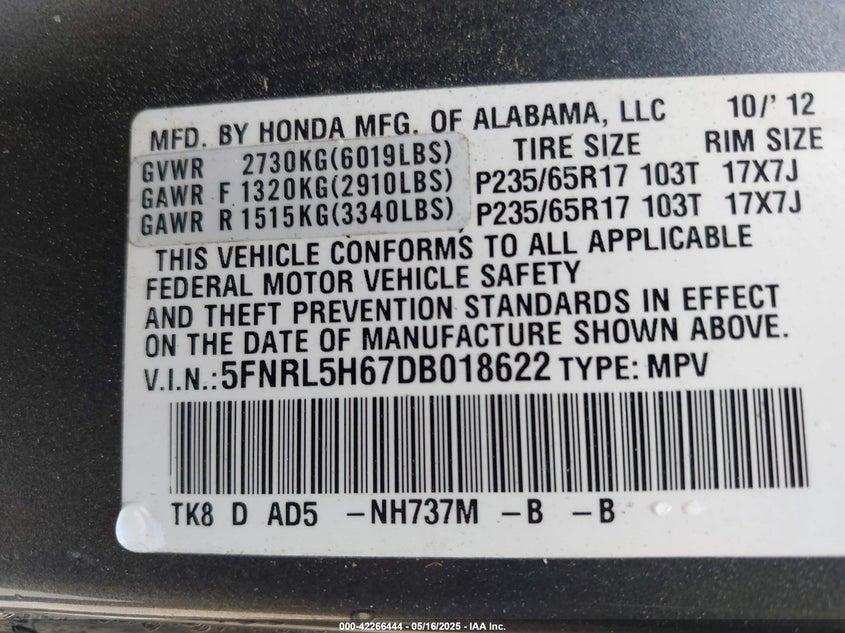 MFD. BY HONDA MFG. OF ALABAMA, LLC 10/'12
GVWR 2730KG(6019LBS) TIRE SIZE RIM SIZE
GAWR F 1320KG(2910LBS) P235/65R17 103T 17X7J
GAWR R 1515KG(3340LBS) P235/65R17 103T 17X7J
THIS VEHICLE CONFORMS TO ALL APPLICABLE
FEDERAL MOTOR VEHICLE SAFETY
AND THEFT PREVENTION STANDARDS IN EFFECT
ON THE DATE OF MANUFACTURE SHOWN ABOVE.
V.I.N.:5FNRL5H67DB018622 TYPE: MPV
TK8 D AD5 -NH737M -B -B
000-42266444 - 05/16/2025 - IAA Inc.